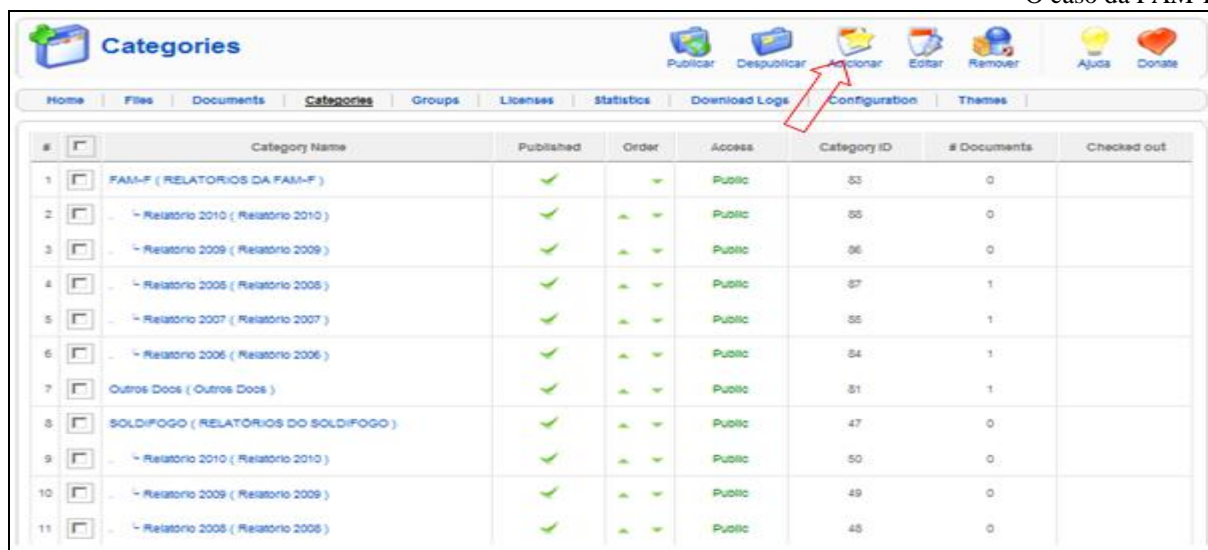 O caso da FAM-F
Categories
Publicar Despublicar Adicionar Editar Remover Ajuda Donate
Home Files Documents Categories Groups Licenses Statistics Download Logs Configuration Themes
# Category Name Published Order Access Category ID # Documents Checked out
1 FAM-F ( RELATORIOS DA FAM-F ) Public 83 0
2 Relatório 2010 ( Relatório 2010 ) Public 88 0
3 Relatório 2009 ( Relatório 2009 ) Public 86 0
4 Relatório 2008 ( Relatório 2008 ) Public 87 1
5 Relatório 2007 ( Relatório 2007 ) Public 85 1
6 Relatório 2006 ( Relatório 2006 ) Public 84 1
7 Outros Docs ( Outros Docs ) Public 81 1
8 SOLDIFOGO ( RELATÓRIOS DO SOLDIFOGO ) Public 47 0
9 Relatório 2010 ( Relatório 2010 ) Public 50 0
10 Relatorio 2009 ( Relatorio 2009 ) Public 49 0
11 Relatorio 2008 ( Relatorio 2008 ) Public 48 0